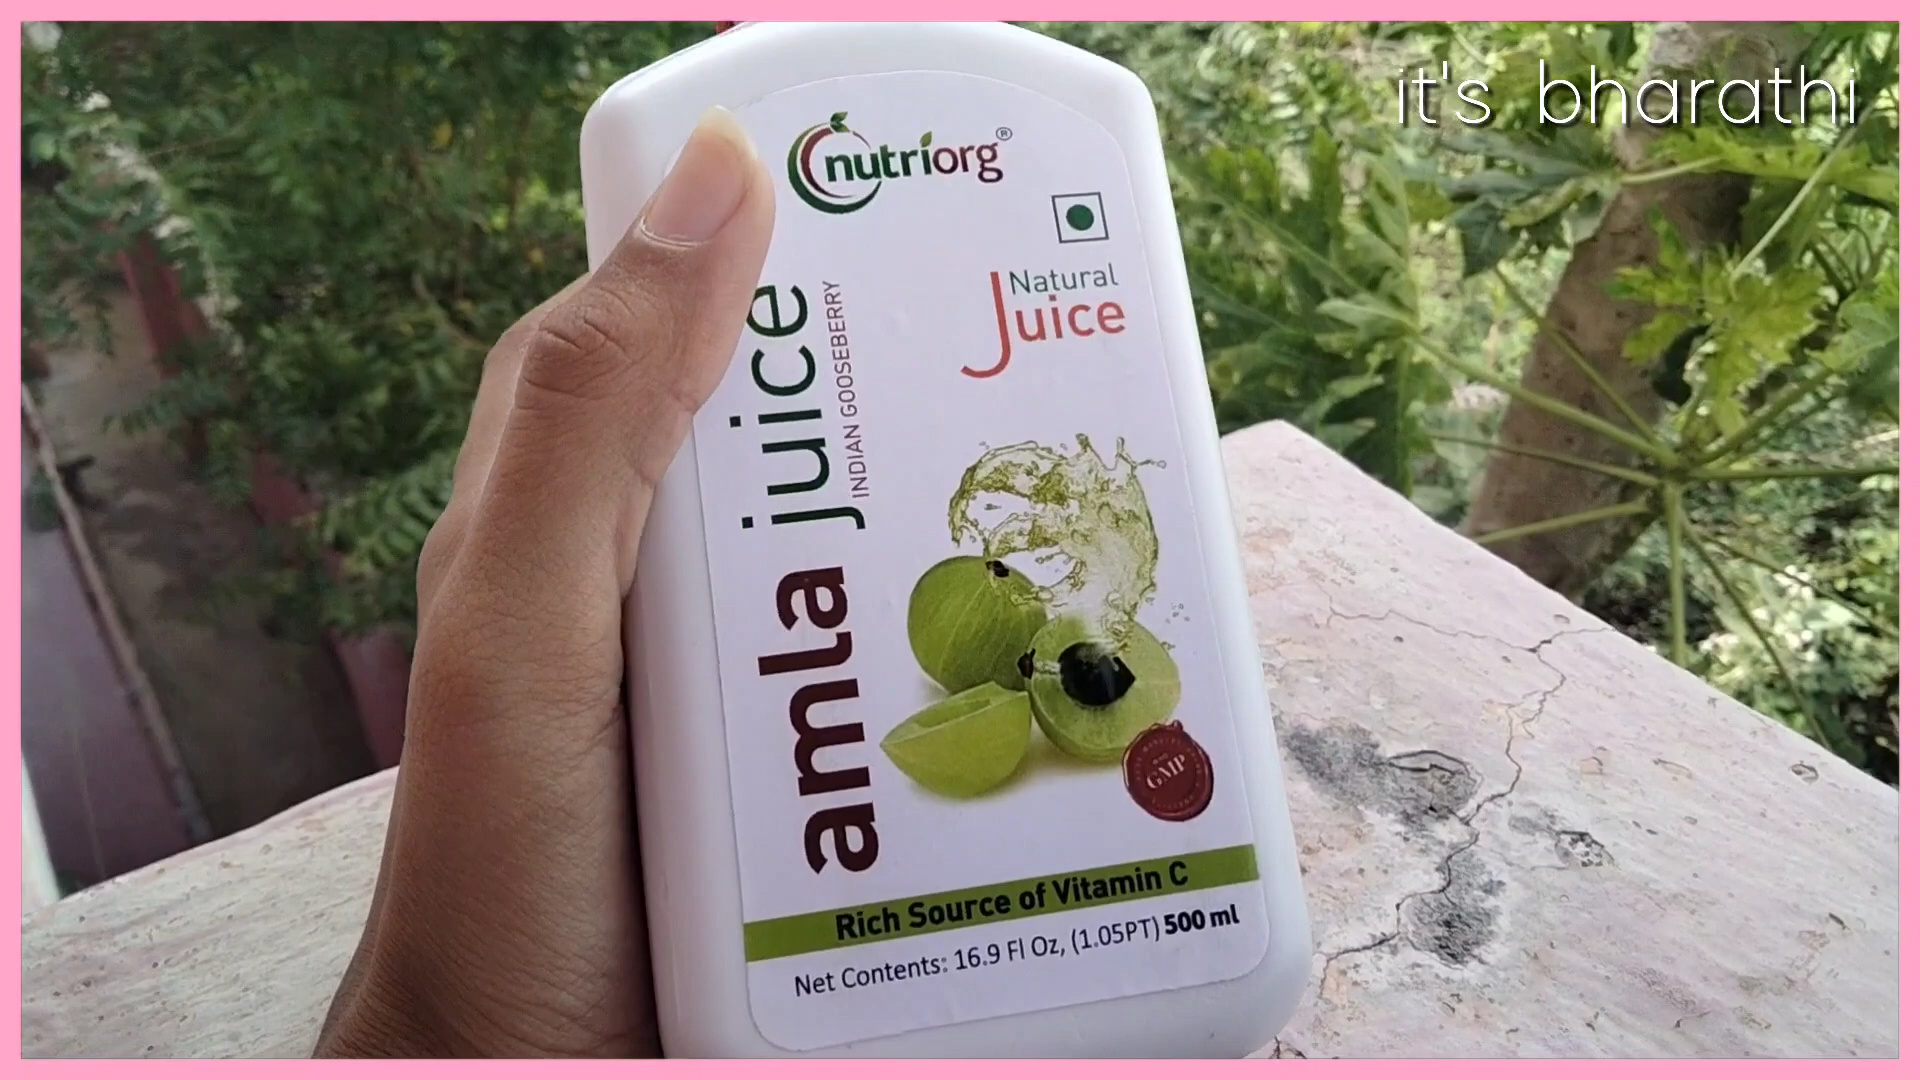 it's bharathi
nutriorg®
Natural
Juice
amla juice
INDIAN GOOSEBERRY
GMP
Rich Source of Vitamin C
Net Contents: 16.9 Fl Oz, (1.05PT) 500 ml